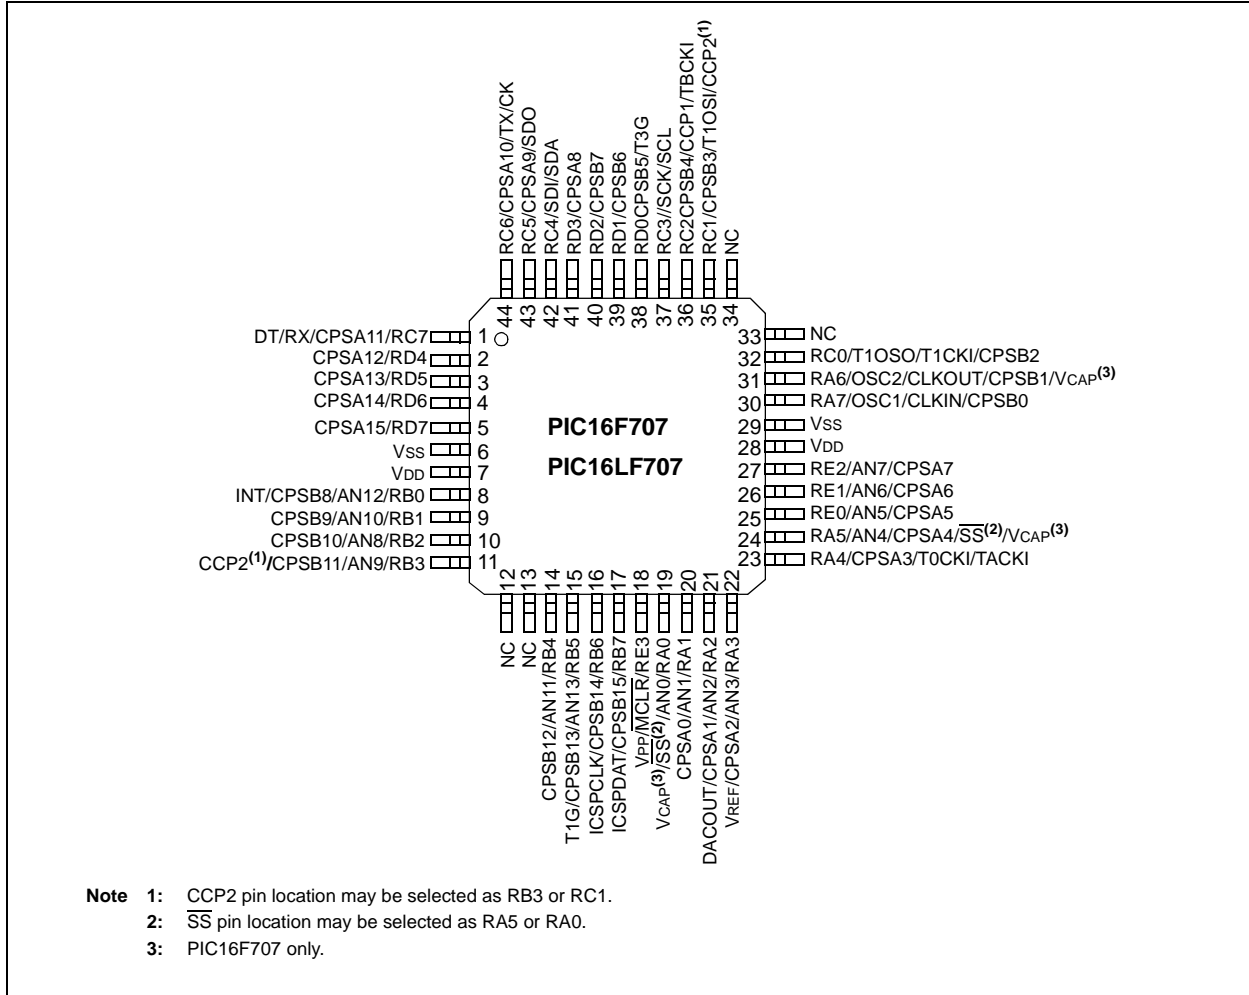 RC6/CPSA10/TX/CK
RC5/CPSA9/SDO
RC4/SDI/SDA
RD3/CPSA8
RD2/CPSB7
RD1/CPSB6
RD0CPSB5/T3G
RC3//SCK/SCL
RC2CPSB4/CCP1/TBCKI
RC1/CPSB3/T1OSI/CCP2(1)
NC
44
43
42
41
40
39
38
37
36
35
34
DT/RX/CPSA11/RC7 1
CPSA12/RD4 2
CPSA13/RD5 3
CPSA14/RD6 4
CPSA15/RD7 5
VSS 6
VDD 7
INT/CPSB8/AN12/RB0 8
CPSB9/AN10/RB1 9
CPSB10/AN8/RB2 10
CCP2(1)/CPSB11/AN9/RB3 11
PIC16F707
PIC16LF707
33 NC
32 RC0/T1OSO/T1CKI/CPSB2
31 RA6/OSC2/CLKOUT/CPSB1/VCAP(3)
30 RA7/OSC1/CLKIN/CPSB0
29 VSS
28 VDD
27 RE2/AN7/CPSA7
26 RE1/AN6/CPSA6
25 RE0/AN5/CPSA5
24 RA5/AN4/CPSA4/SS(2)/VCAP(3)
23 RA4/CPSA3/T0CKI/TACKI
12
13
14
15
16
17
18
19
20
21
22
NC
NC
CPSB12/AN11/RB4
T1G/CPSB13/AN13/RB5
ICSPCLK/CPSB14/RB6
ICSPDAT/CPSB15/RB7
VPP/MCLR/RE3
VCAP(3)/SS(2)/AN0/RA0
CPSA0/AN1/RA1
DACOUT/CPSA1/AN2/RA2
VREF/CPSA2/AN3/RA3
Note 1: CCP2 pin location may be selected as RB3 or RC1.
2: SS pin location may be selected as RA5 or RA0.
3: PIC16F707 only.